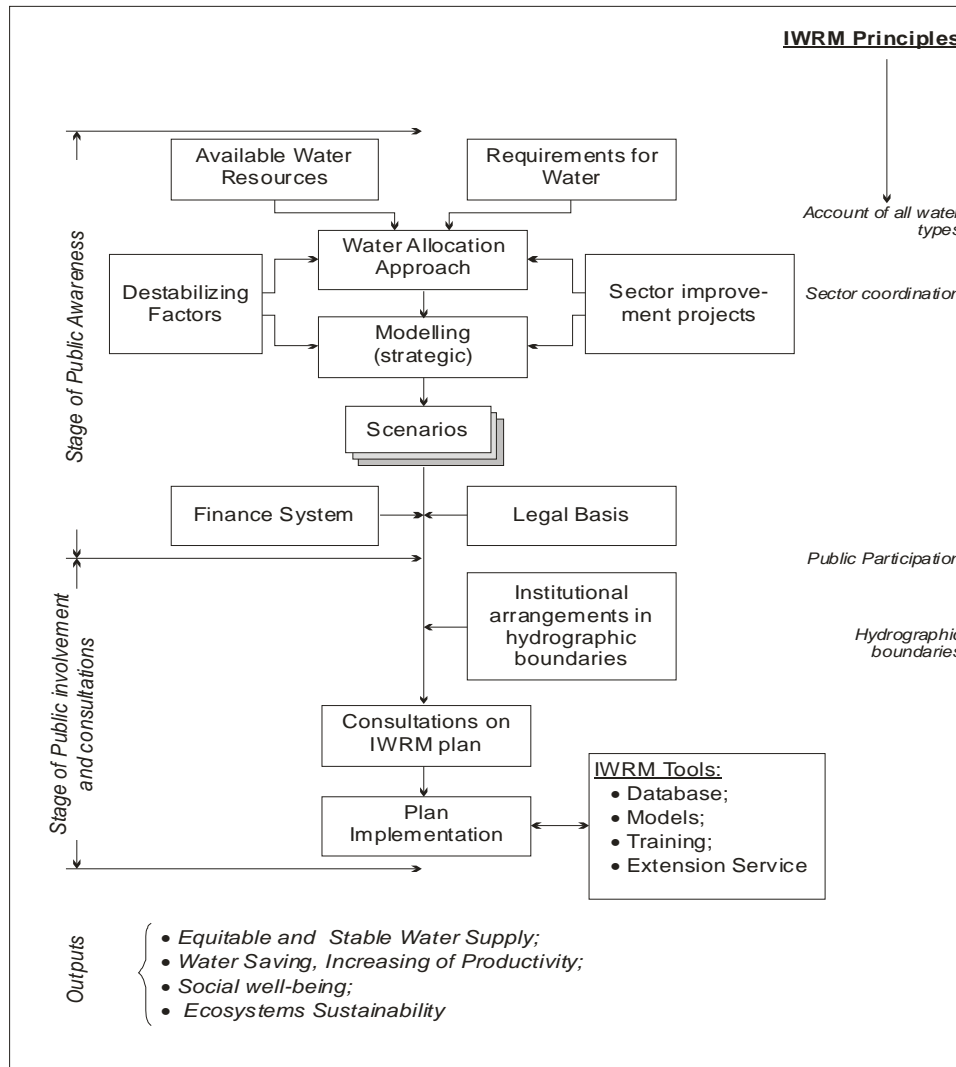 IWRM Principles
Available Water
Resources
Requirements for
Water
Account of all water
types
Water Allocation
Approach
Destabilizing
Factors
Sector improve-
ment projects
Sector coordination
Modelling
(strategic)
Scenarios
Stage of Public Awareness
Finance System
Legal Basis
Public Participation
Institutional
arrangements in
hydrographic
boundaries
Hydrographic
boundaries
Stage of Public involvement
and consultations
Consultations on
IWRM plan
Plan
Implementation
IWRM Tools:
• Database;
• Models;
• Training;
• Extension Service
Outputs
• Equitable and Stable Water Supply;
• Water Saving, Increasing of Productivity;
• Social well-being;
• Ecosystems Sustainability